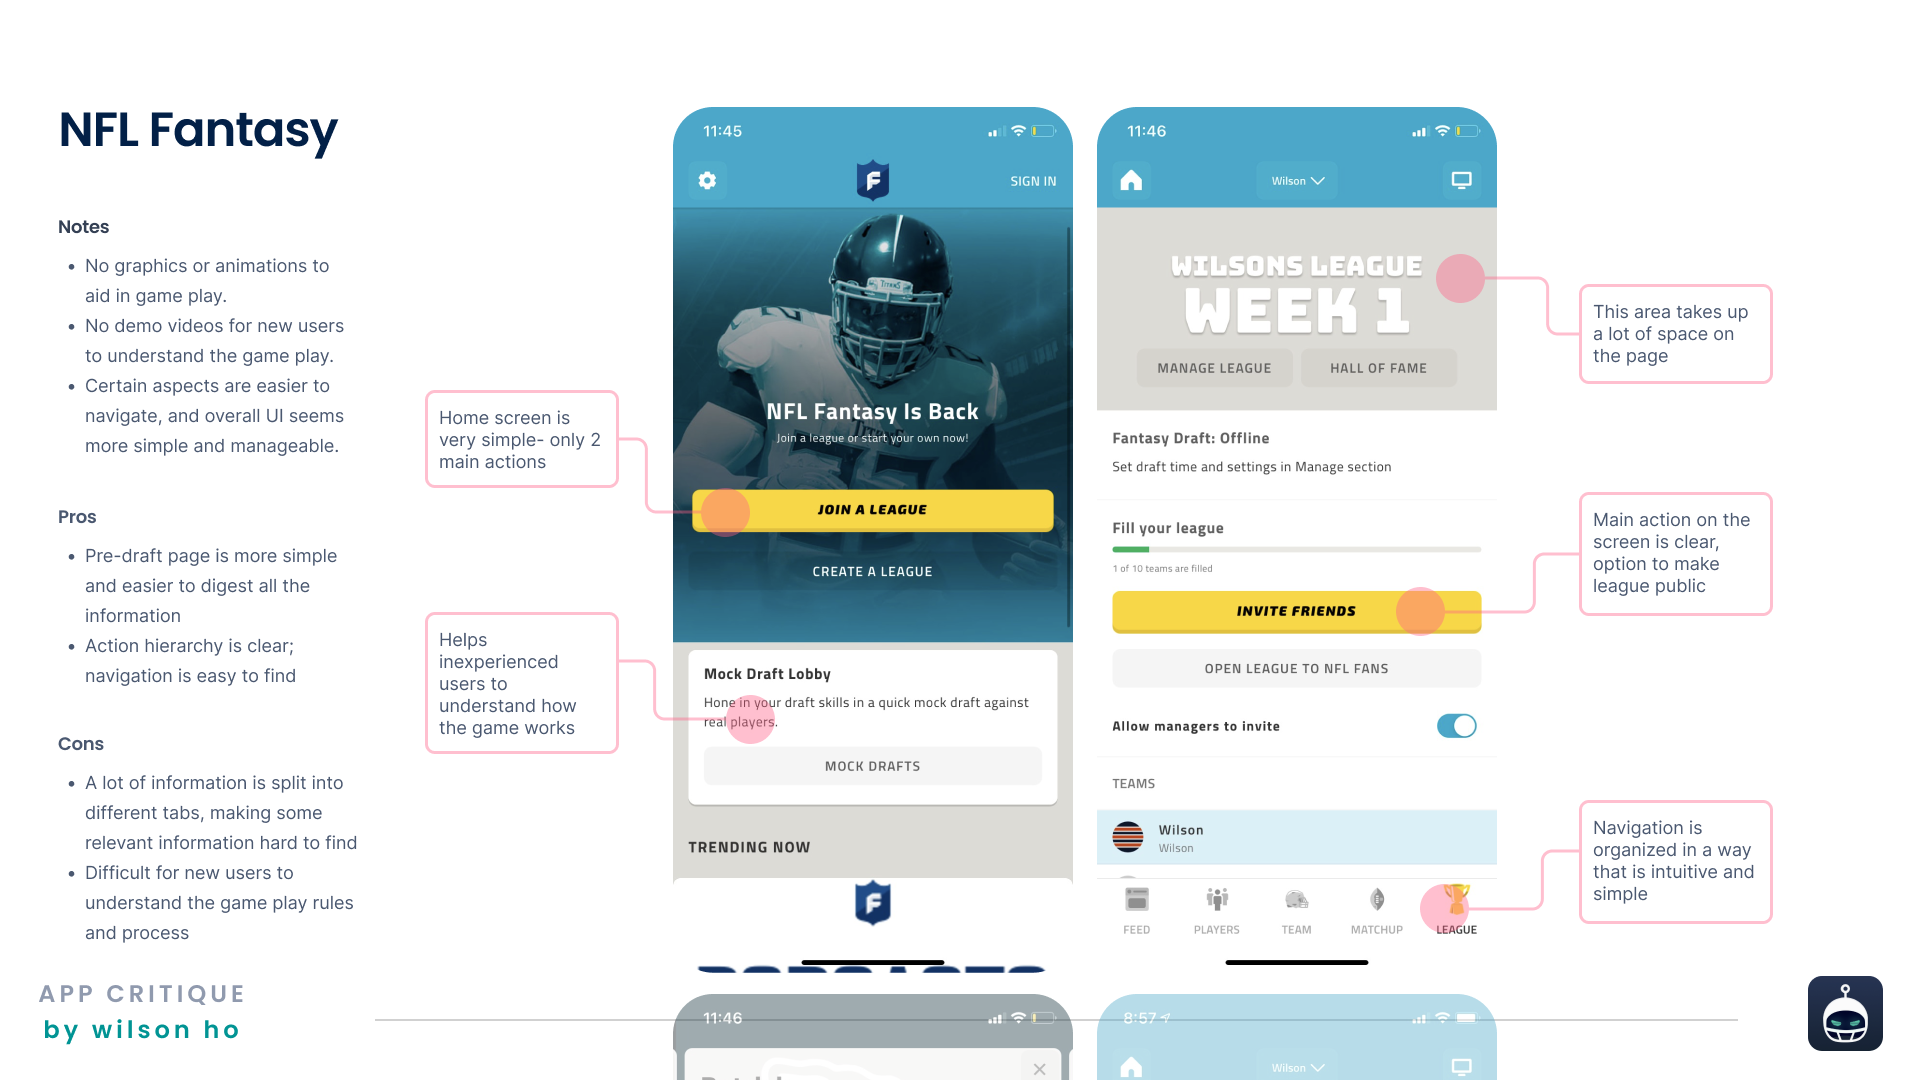 NFL Fantasy
Notes
• No graphics or animations to
aid in game play.
• No demo videos for new users
to understand the game play.
• Certain aspects are easier to
navigate, and overall UI seems
more simple and manageable.
Pros
• Pre-draft page is more simple
and easier to digest all the
information
• Action hierarchy is clear;
navigation is easy to find
Cons
• A lot of information is split into
different tabs, making some
relevant information hard to find
• Difficult for new users to
understand the game play rules
and process
APP CRITIQUE
by wilson ho
Home screen is
very simple- only 2
main actions
Helps
inexperienced
users to
understand how
the game works
11:45
F
SIGN IN
TITANS
NFL Fantasy Is Back
Join a league or start your own now!
JOIN A LEAGUE
CREATE A LEAGUE
Mock Draft Lobby
Hone in your draft skills in a quick mock draft against
real players.
MOCK DRAFTS
TRENDING NOW
F
PODCASTS
11:46
11:46
Wilson
WILSONS LEAGUE
WEEK 1
MANAGE LEAGUE
HALL OF FAME
Fantasy Draft: Offline
Set draft time and settings in Manage section
Fill your league
1 of 10 teams are filled
INVITE FRIENDS
OPEN LEAGUE TO NFL FANS
Allow managers to invite
TEAMS
Wilson
Wilson
FEED
PLAYERS
TEAM
MATCHUP
LEAGUE
8:57
Wilson
This area takes up
a lot of space on
the page
Main action on the
screen is clear,
option to make
league public
Navigation is
organized in a way
that is intuitive and
simple